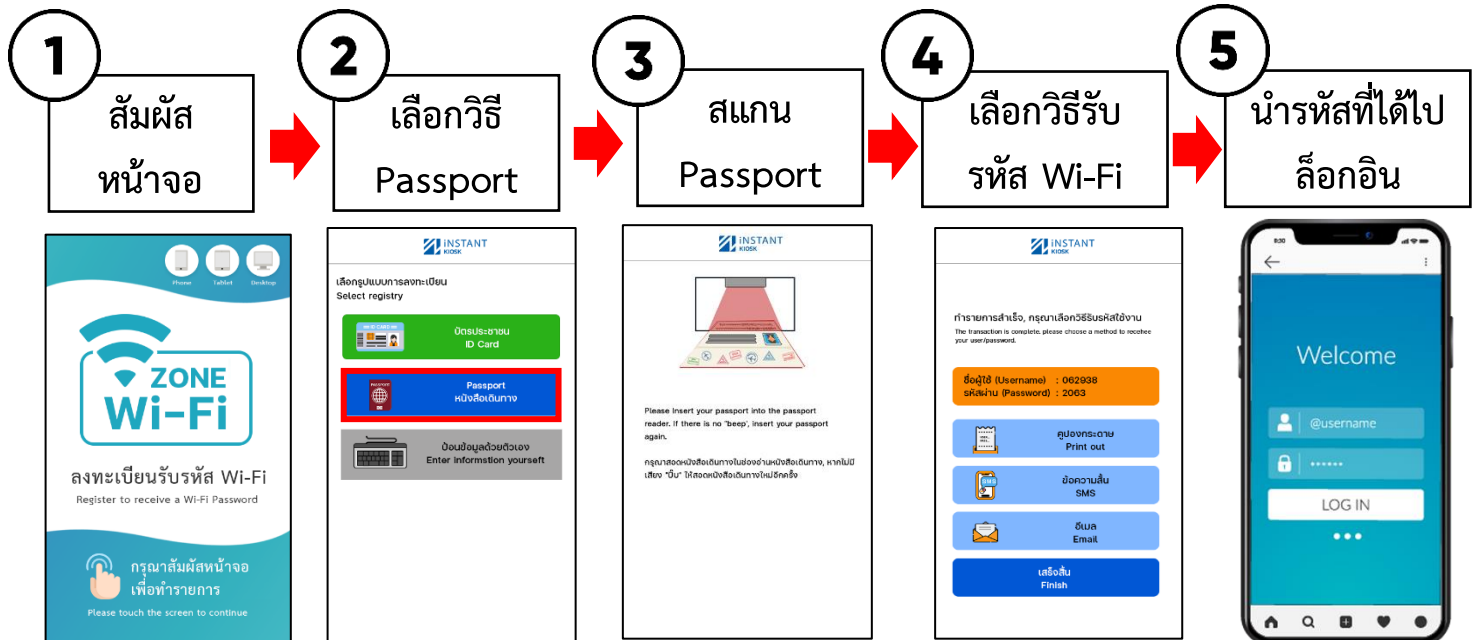 1
สัมผัส
หน้าจอ
2
เลือกวิธี
Passport
3
สแกน
Passport
4
เลือกวิธีรับ
รหัส Wi-Fi
5
นำรหัสที่ได้ไป
ล็อกอิน
Phone Tablet Desktop
ZONE
Wi-Fi
ลงทะเบียนรับรหัส Wi-Fi
Register to receive a Wi-Fi Password
กรุณาสัมผัสหน้าจอ
เพื่อทำรายการ
Please touch the screen to continue
iNSTANT
KIOSK
เลือกรูปแบบการลงทะเบียน
Select registry
ID CARD
บัตรประชาชน
ID Card
PASSPORT
Passport
หนังสือเดินทาง
ป้อนข้อมูลด้วยตัวเอง
Enter Informstion yourseft
iNSTANT
KIOSK
Please Insert your passport into the passport
reader. If there is no "beep', insert your passport
again.
กรุณาสอดหนังสือเดินทางในช่องอ่านหนังสือเดินทาง, หากไม่มี
เสียง "ปิ๊บ" ให้สอดหนังสือเดินทางใหม่อีกครั้ง
iNSTANT
KIOSK
ทำรายการสำเร็จ, กรุณาเลือกวิธีรับรหัสใช้งาน
The transaction is complete, please choose a method to recehee
your user/password.
ชื่อผู้ใช้ (Username) : 062938
รหัสผ่าน (Password) : 2063
คูปองกระดาษ
Print out
SMS
ข้อความสั้น
SMS
อีเมล
Email
เสร็จสิ้น
Finish
9:30
Welcome
@username
LOG IN